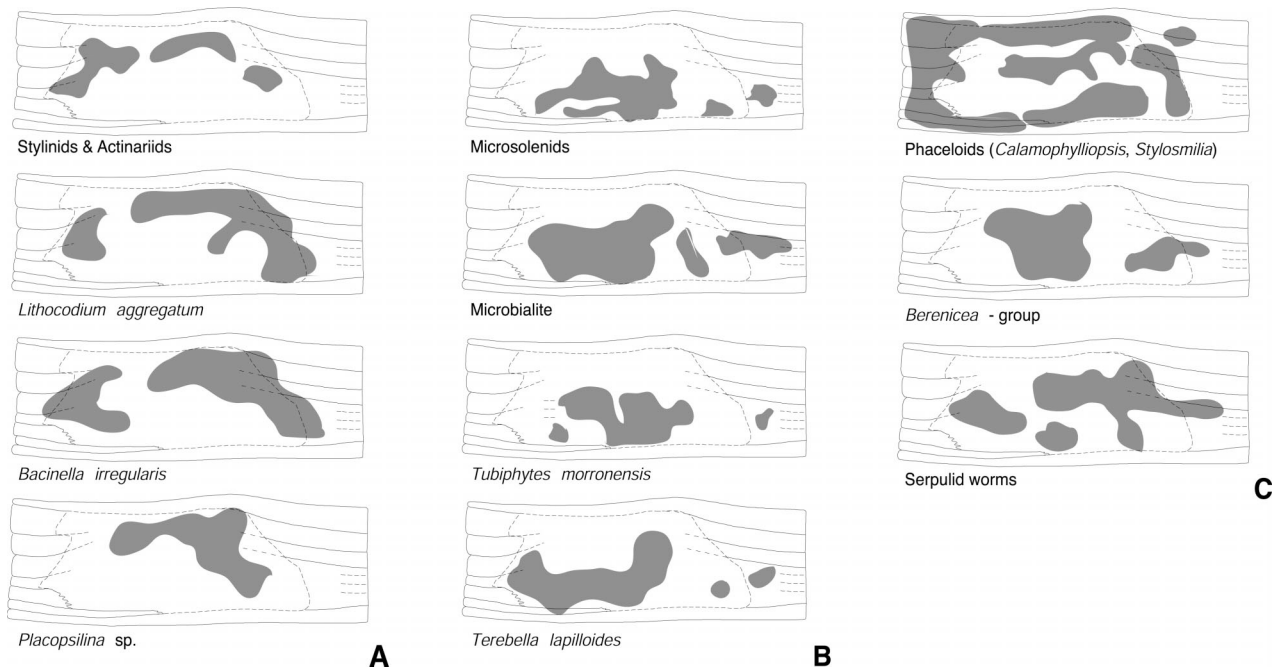 Stylinids & Actinariids
Lithocodium aggregatum
Bacinella irregularis
Placopsilina sp.
A
Microsolenids
Microbialite
Tubiphytes morronensis
Terebella lapilloides
B
Phaceloids (Calamophylliopsis, Stylosmilia)
Berenicea - group
Serpulid worms
C